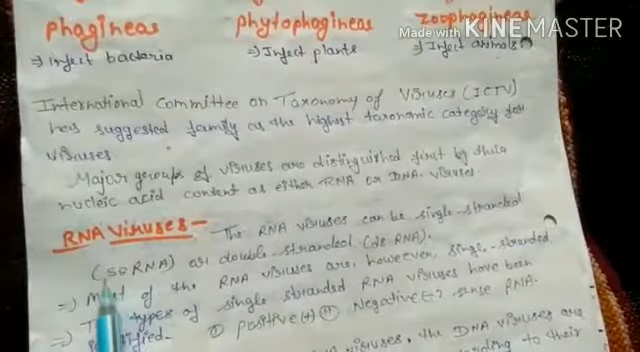 phagineas phytophagineas zoophagineas
Made with KINEMASTER
⇒ Infect bacteria ⇒ Infect plants ⇒ Infect animals
International Committee on Taxonomy of Viruses (ICTV)
has suggested family as the highest taxonomic category for
viruses
Major groups of viruses are distinguished first by their
nucleic acid content as either RNA or DNA viruses
RNA Viruses - The RNA viruses can be single-stranded
(ssRNA) or double-stranded (ds RNA).
⇒ Most of the RNA viruses are, however, single-stranded
⇒ types of single stranded RNA viruses have been
① Positive (+) ⑪ Negative (-) sense RNA.
viruses, the DNA viruses are
according to their